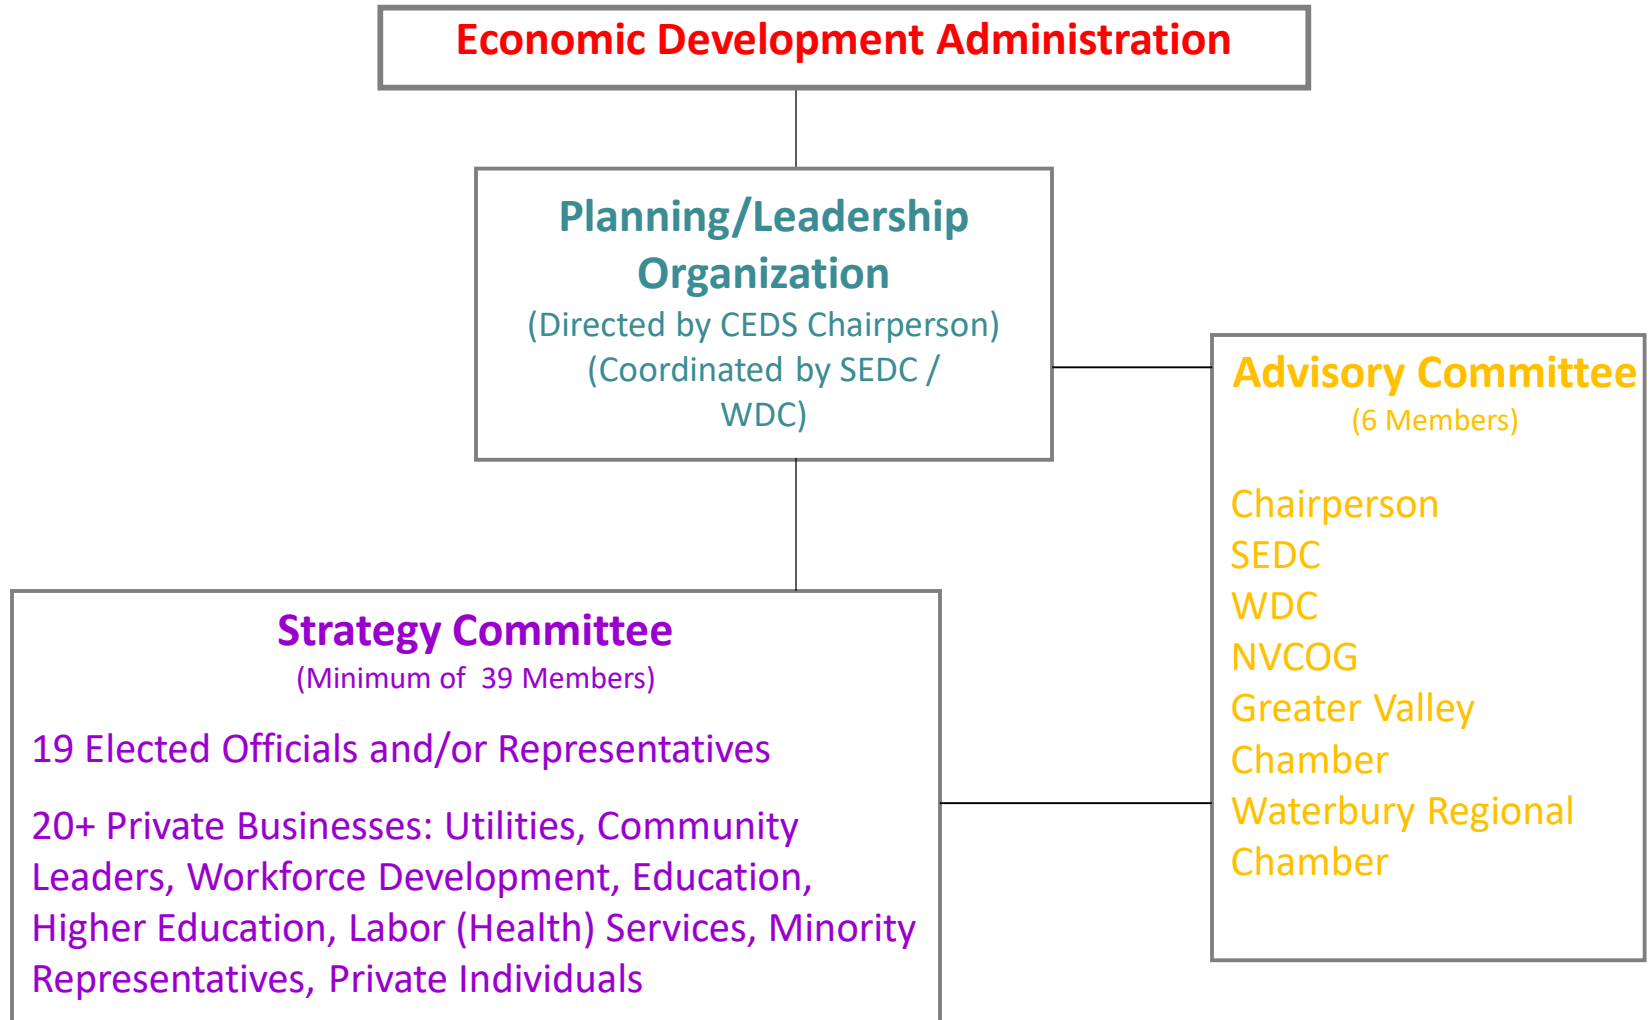 Economic Development Administration
Planning/Leadership
Organization
(Directed by CEDS Chairperson)
(Coordinated by SEDC /
WDC)
Advisory Committee
(6 Members)
Chairperson
SEDC
WDC
NVCOG
Greater Valley
Chamber
Waterbury Regional
Chamber
Strategy Committee
(Minimum of 39 Members)
19 Elected Officials and/or Representatives
20+ Private Businesses: Utilities, Community
Leaders, Workforce Development, Education,
Higher Education, Labor (Health) Services, Minority
Representatives, Private Individuals